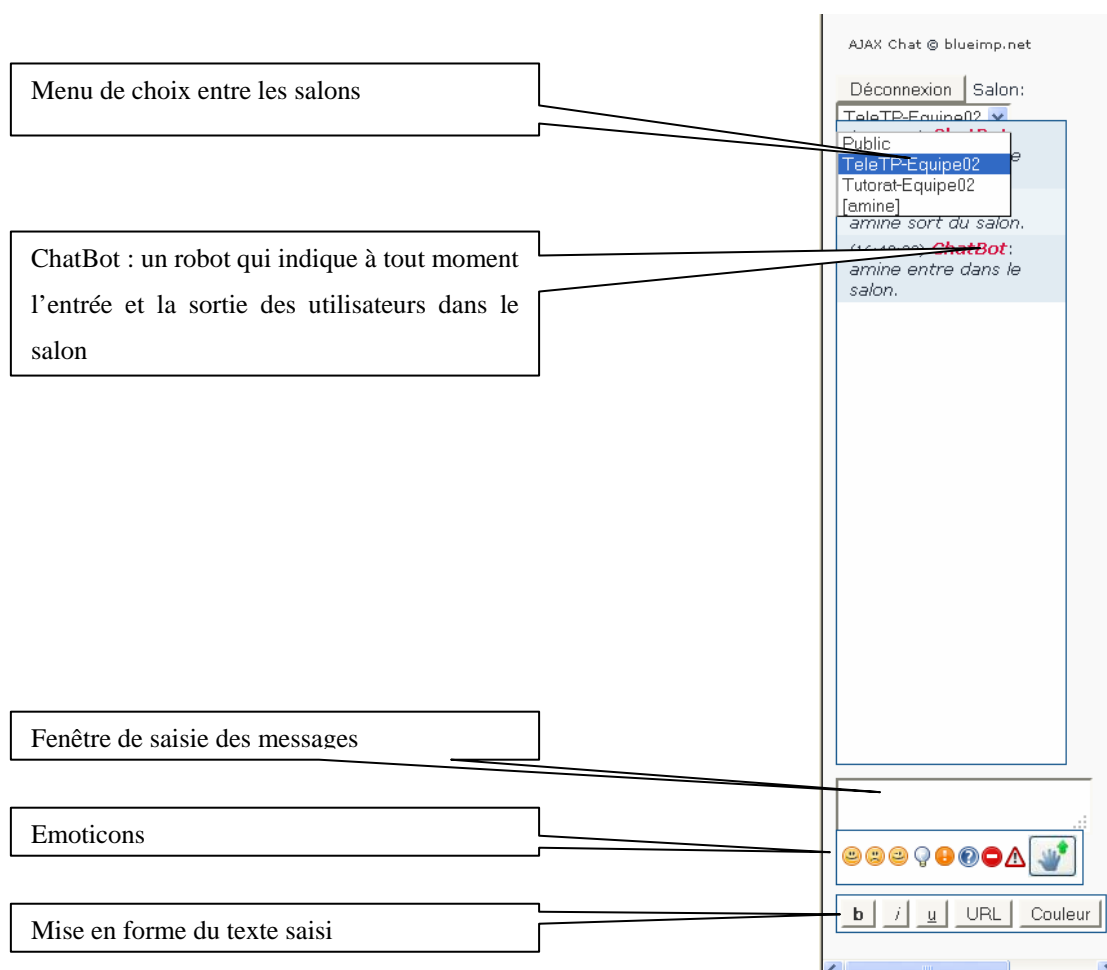 AJAX Chat @ blueimp.net
Menu de choix entre les salons
Déconnexion Salon:
TeleTP-Equipe02
Public
TeleTP-Equipe02
Tutorat-Equipe02
[amine]
amine sort du salon.
ChatBot : un robot qui indique à tout moment
l’entrée et la sortie des utilisateurs dans le
salon
ChatBot:
amine entre dans le
salon.
Fenêtre de saisie des messages
Emoticons
Mise en forme du texte saisi
b i u URL Couleur